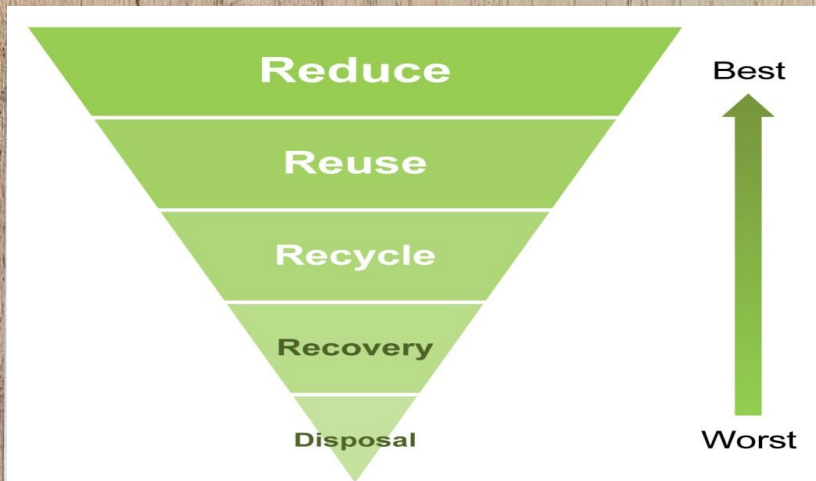 Reduce
Best
Reuse
Recycle
Recovery
Disposal
Worst